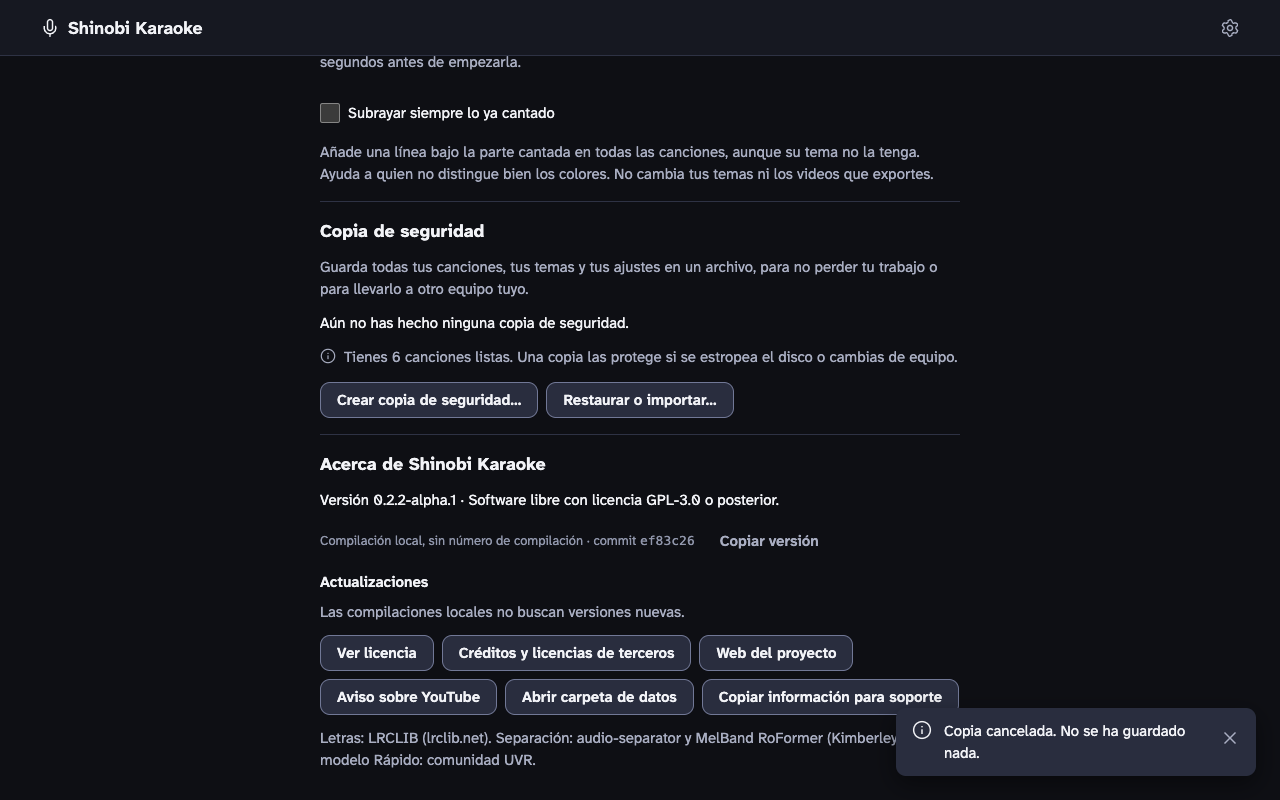 Shinobi Karaoke
segundos antes de empezarla.
Subrayar siempre lo ya cantado
Añade una línea bajo la parte cantada en todas las canciones, aunque su tema no la tenga.
Ayuda a quien no distingue bien los colores. No cambia tus temas ni los videos que exportes.
Copia de seguridad
Guarda todas tus canciones, tus temas y tus ajustes en un archivo, para no perder tu trabajo o
para llevarlo a otro equipo tuyo.
Aún no has hecho ninguna copia de seguridad.
Tienes 6 canciones listas. Una copia las protege si se estropea el disco o cambias de equipo.
Crear copia de seguridad...
Restaurar o importar...
Acerca de Shinobi Karaoke
Versión 0.2.2-alpha.1 · Software libre con licencia GPL-3.0 o posterior.
Compilación local, sin número de compilación · commit ef83c26
Copiar versión
Actualizaciones
Las compilaciones locales no buscan versiones nuevas.
Ver licencia
Créditos y licencias de terceros
Web del proyecto
Aviso sobre YouTube
Abrir carpeta de datos
Copiar información para soporte
Letras: LRCLIB (lrclib.net). Separación: audio-separator y MelBand RoFormer (Kimberley
modelo Rápido: comunidad UVR.
Copia cancelada. No se ha guardado
nada.